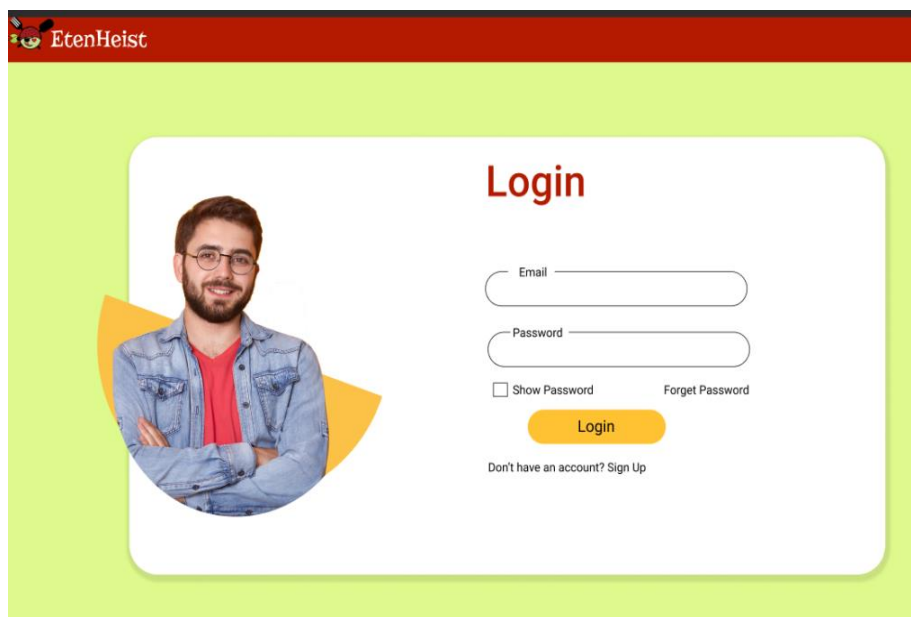 EtenHeist
Login
Email
Password
Show Password
Forget Password
Login
Don't have an account? Sign Up